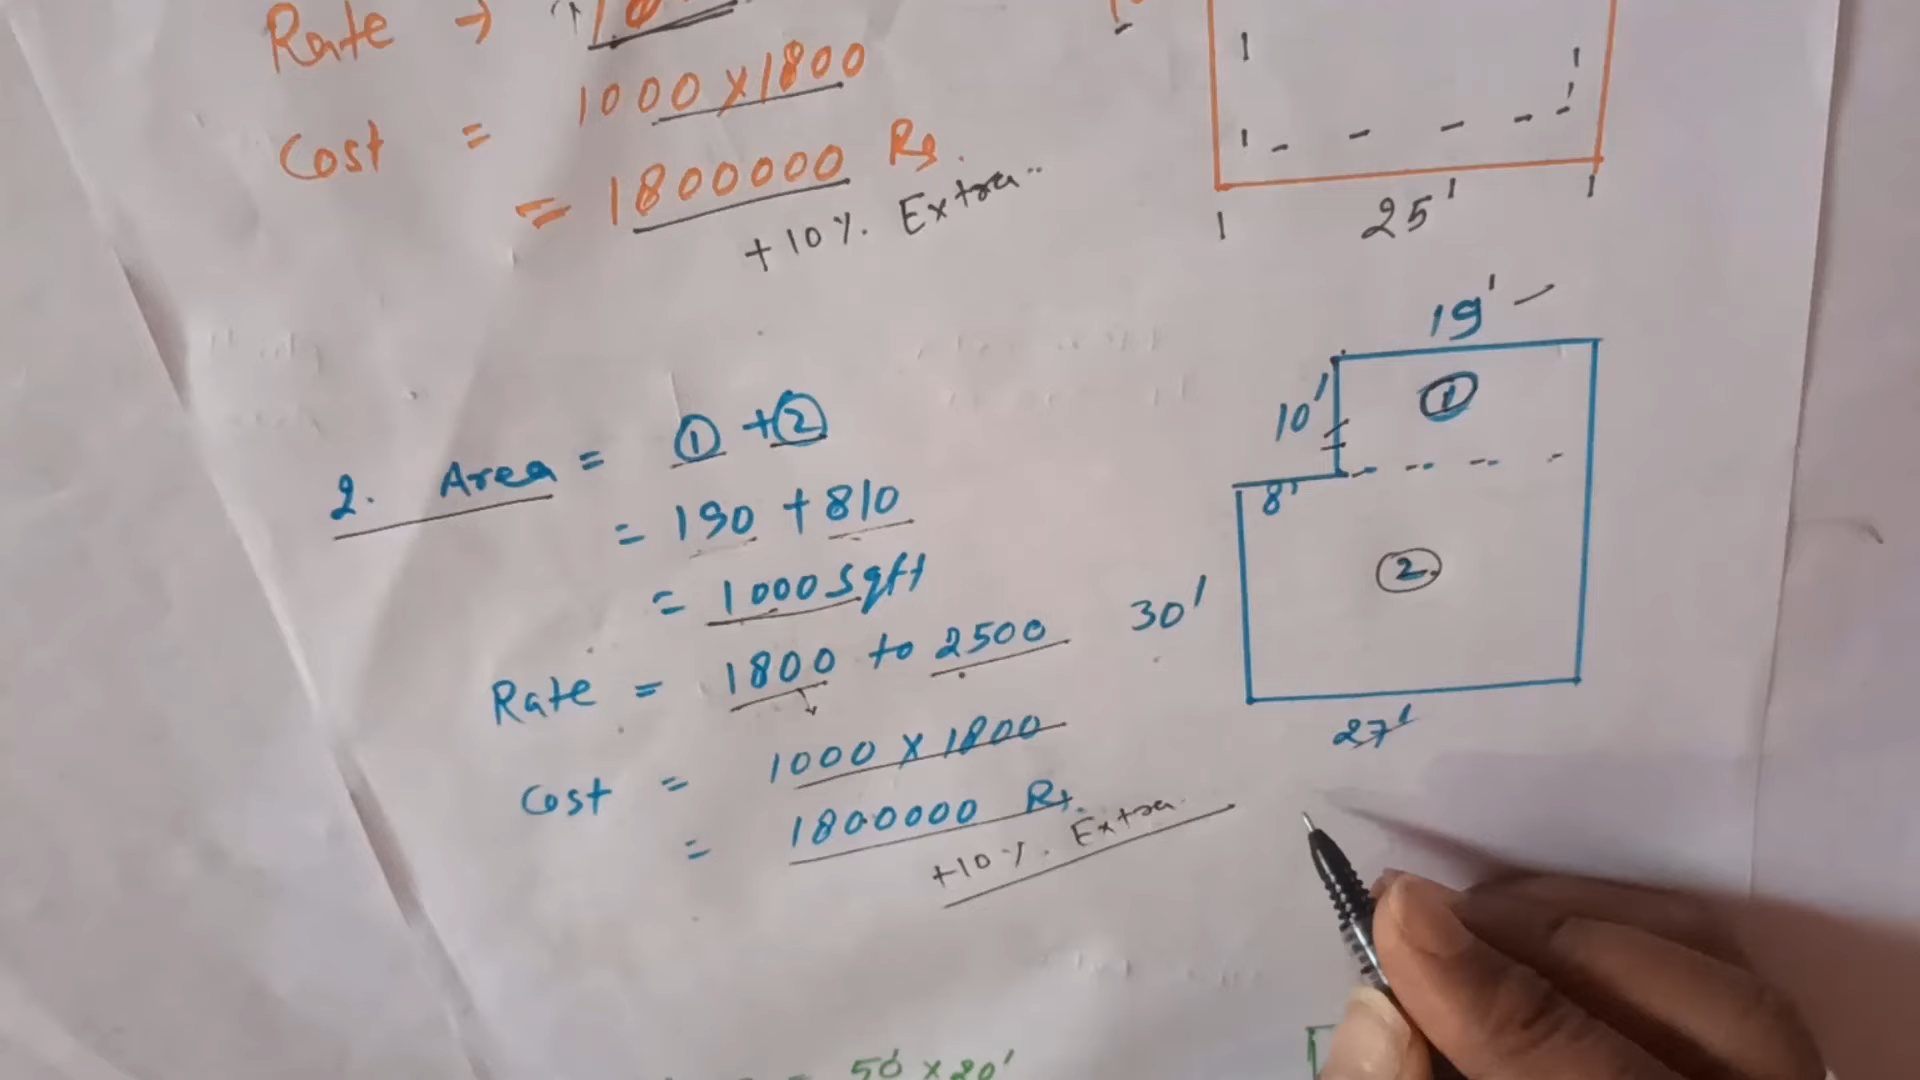 Rate →
1000 x 1800
Cost =
= 1800000 Rs.
+ 10%. Extra..
25'
19'
10'
①
8'
②
30'
27'
2. Area = ① + ②
= 190 + 810
= 1000 Sqft
Rate = 1800 to 2500
Cost = 1000 x 1800
= 1800000 Rs.
+10%. Extra.
= 50' x 20'